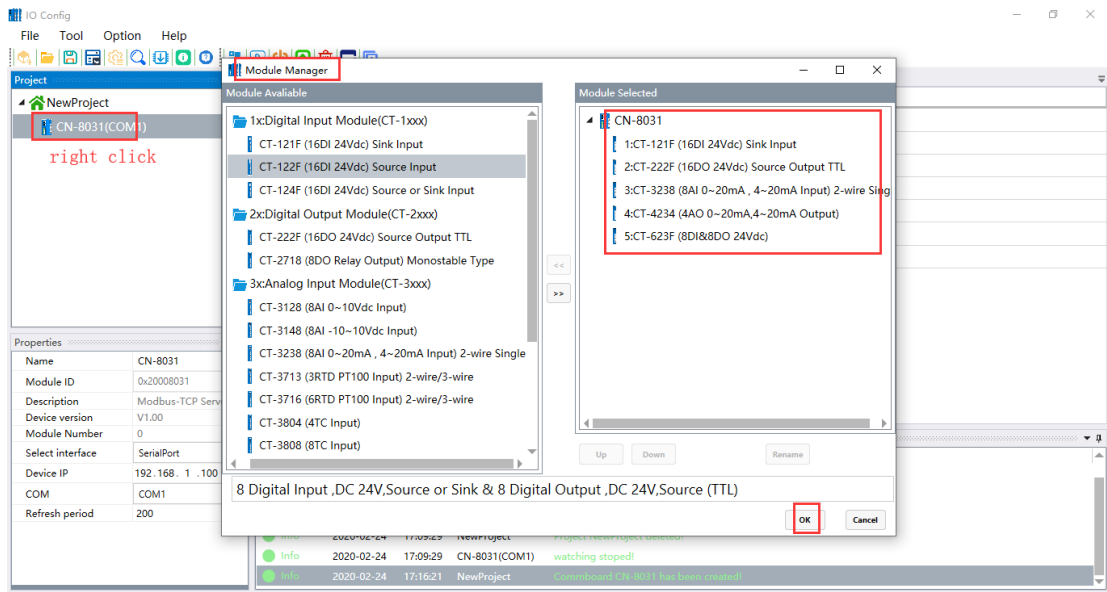 IO Config
File Tool Option Help
Project
NewProject
CN-8031(COM1)
right click
Module Manager
Module Avaliable
1x:Digital Input Module(CT-1xxx)
CT-121F (16DI 24Vdc) Sink Input
CT-122F (16DI 24Vdc) Source Input
CT-124F (16DI 24Vdc) Source or Sink Input
2x:Digital Output Module(CT-2xxx)
CT-222F (16DO 24Vdc) Source Output TTL
CT-2718 (8DO Relay Output) Monostable Type
3x:Analog Input Module(CT-3xxx)
CT-3128 (8AI 0~10Vdc Input)
CT-3148 (8AI -10~10Vdc Input)
CT-3238 (8AI 0~20mA , 4~20mA Input) 2-wire Single
CT-3713 (3RTD PT100 Input) 2-wire/3-wire
CT-3716 (6RTD PT100 Input) 2-wire/3-wire
CT-3804 (4TC Input)
CT-3808 (8TC Input)
<<
>>
Module Selected
CN-8031
1:CT-121F (16DI 24Vdc) Sink Input
2:CT-222F (16DO 24Vdc) Source Output TTL
3:CT-3238 (8AI 0~20mA , 4~20mA Input) 2-wire Sing
4:CT-4234 (4AO 0~20mA,4~20mA Output)
5:CT-623F (8DI&8DO 24Vdc)
Up Down Rename
8 Digital Input ,DC 24V,Source or Sink & 8 Digital Output ,DC 24V,Source (TTL)
OK Cancel
Properties
Name CN-8031
Module ID 0x20008031
Description Modbus-TCP Serv
Device version V1.00
Module Number 0
Select interface SerialPort
Device IP 192.168. 1 .100
COM COM1
Refresh period 200
Info 2020-02-24 17:09:29 NewProject Project NewProject deleted!
Info 2020-02-24 17:09:29 CN-8031(COM1) watching stoped!
Info 2020-02-24 17:16:21 NewProject Commboard CN-8031 has been created!